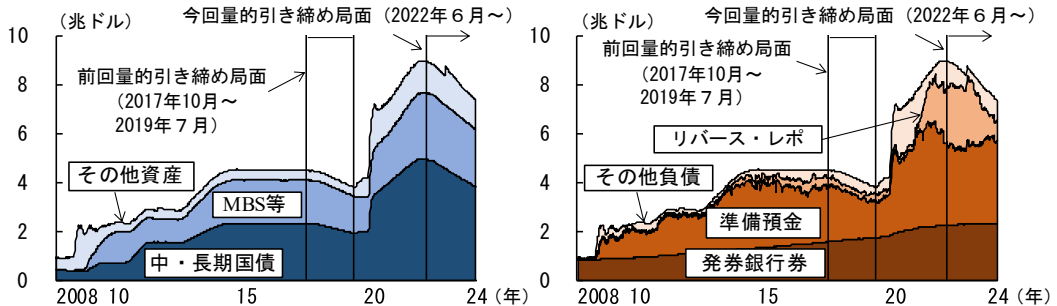 （兆ドル）
今回量的引き締め局面（2022年６月～）
前回量的引き締め局面
（2017年10月～
2019年７月）
10
8
6
4
2
0
その他資産
MBS等
中・長期国債
2008 10 15 20 24（年）
（兆ドル）
今回量的引き締め局面（2022年６月～）
前回量的引き締め局面
（2017年10月～
2019年７月）
10
8
6
4
2
0
リバース・レポ
その他負債
準備預金
発券銀行券
2008 10 15 20 24（年）